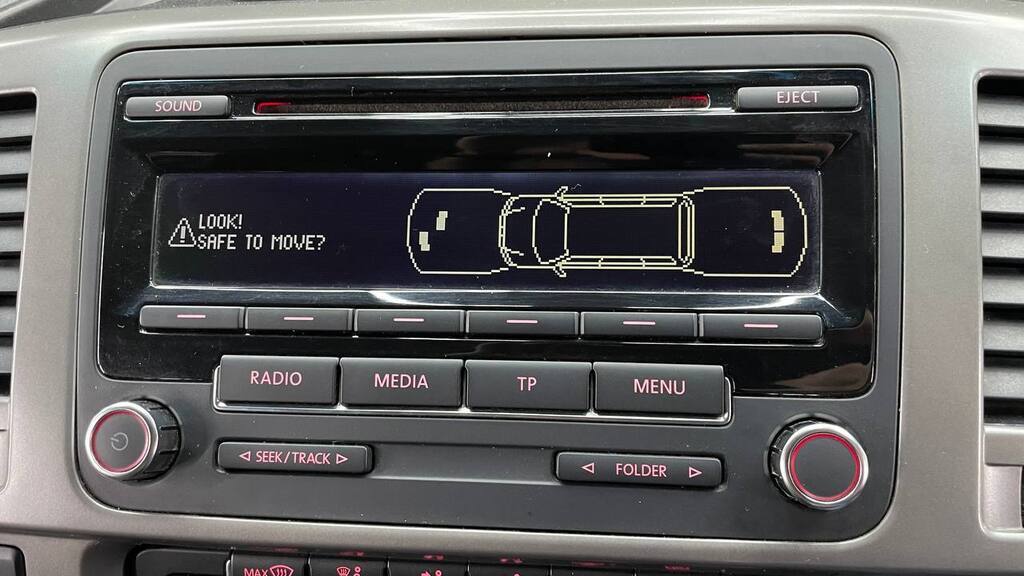 SOUND
EJECT
LOOK!
SAFE TO MOVE?
RADIO
MEDIA
TP
MENU
SEEK/TRACK
FOLDER
MAX